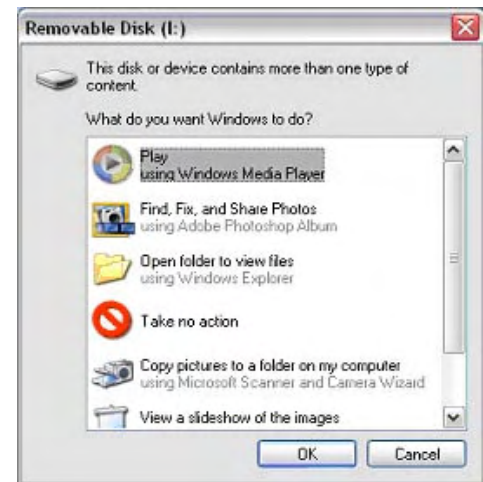 Removable Disk (I:)
This disk or device contains more than one type of
content.
What do you want Windows to do?
Play
using Windows Media Player
Find, Fix, and Share Photos
using Adobe Photoshop Album
Open folder to view files
using Windows Explorer
Take no action
Copy pictures to a folder on my computer
using Microsoft Scanner and Camera Wizard
View a slideshow of the images
OK
Cancel